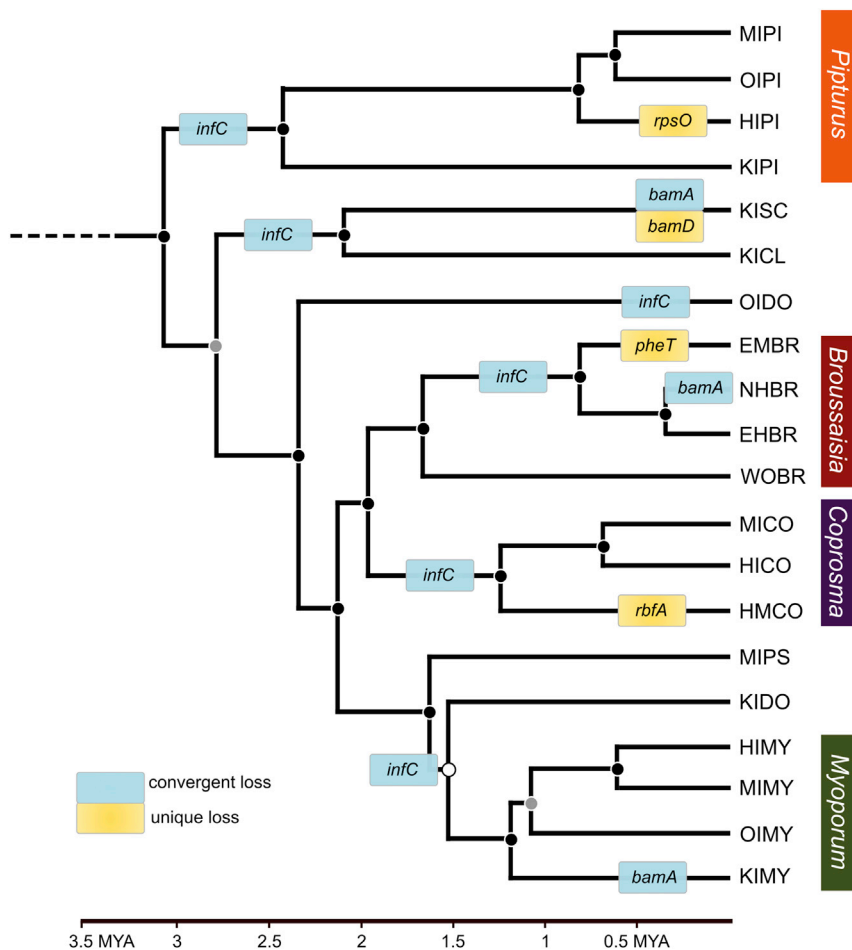 MIPI
OIPI
rpsO HIPI
Pipturus
infC
KIPI
bamA
KISC
bamD
infC
KICL
infC OIDO
pheT EMBR
infC
bamA NHBR
EHBR
Broussaisia
WOBR
MICO
HICO
infC
Coprosma
rbfA HMCO
MIPS
KIDO
HIMY
infC
convergent loss
MIMY
unique loss
OIMY
Myoporum
bamA KIMY
3.5 MYA 3 2.5 2 1.5 1 0.5 MYA